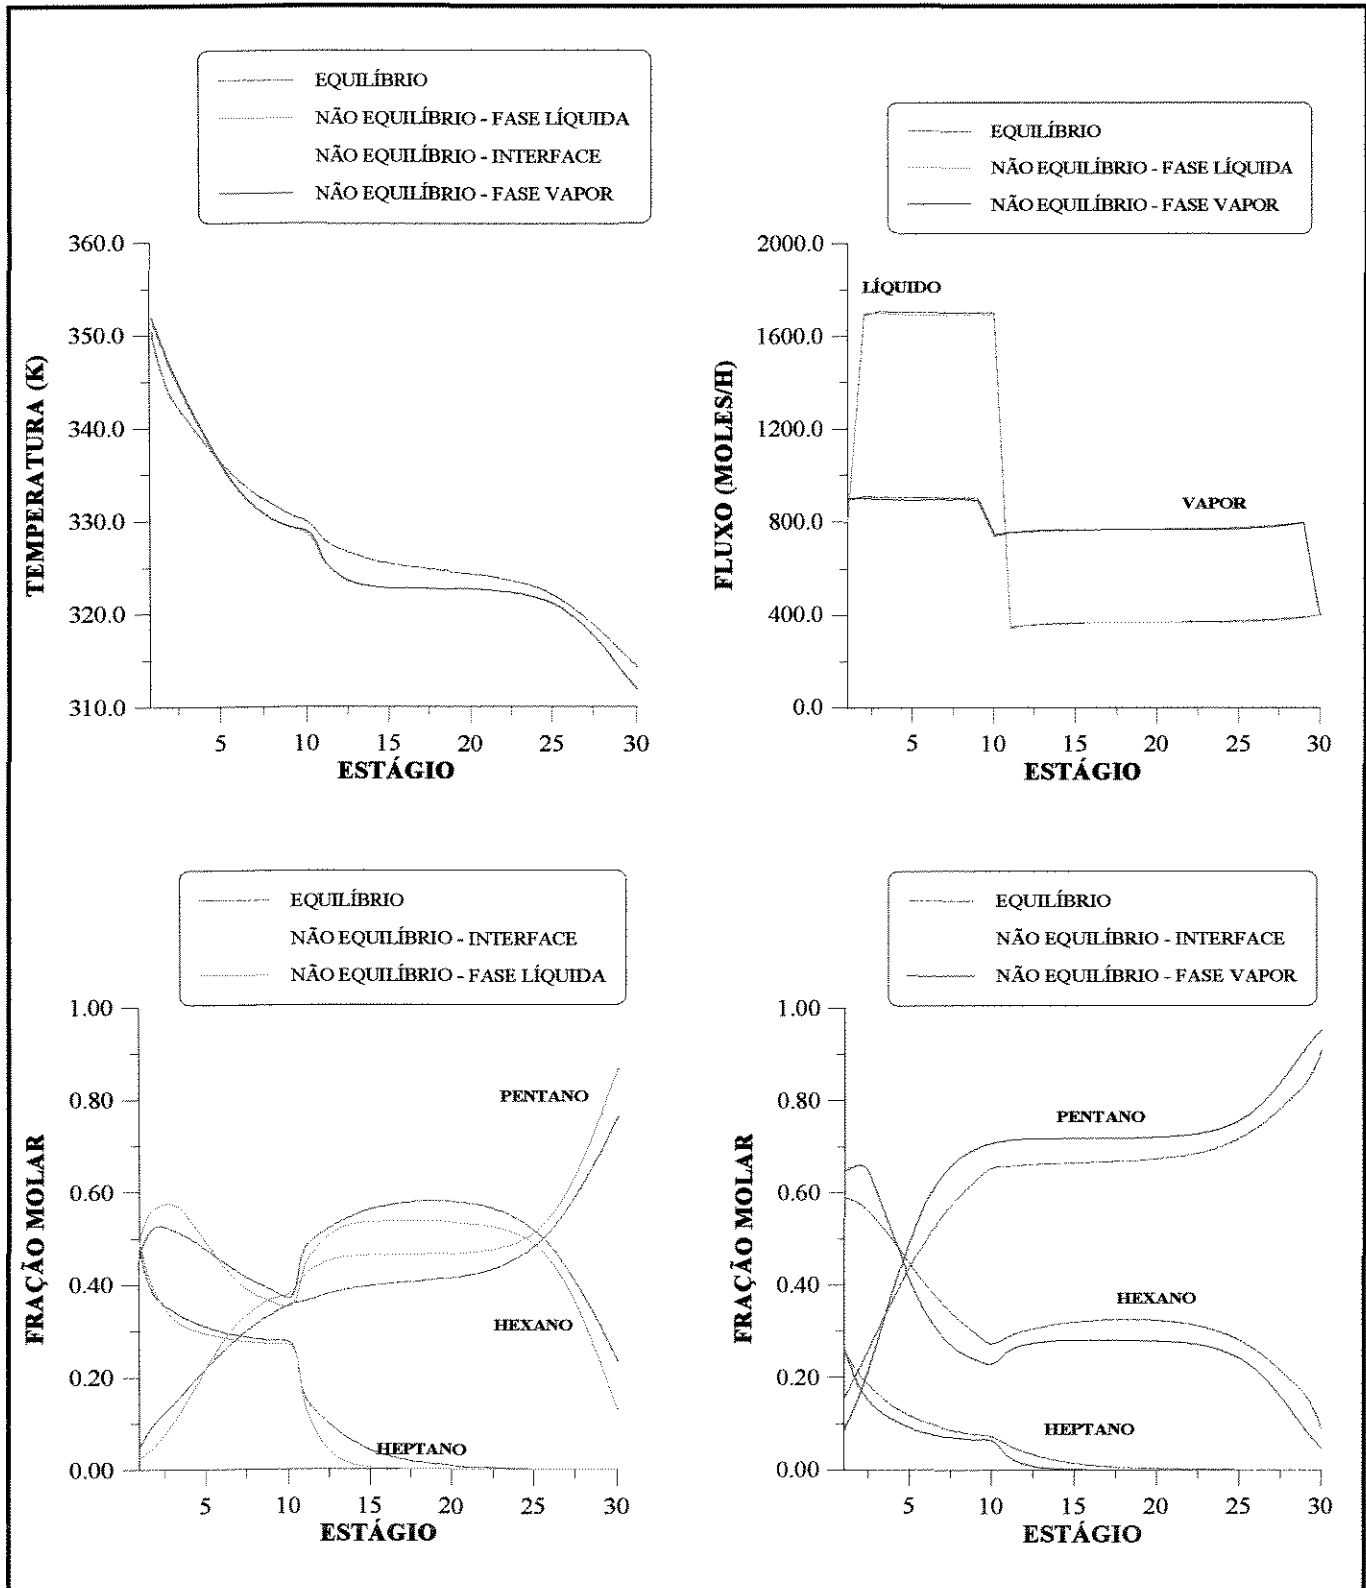 EQUILÍBRIO
NÃO EQUILÍBRIO - FASE LÍQUIDA
NÃO EQUILÍBRIO - INTERFACE
NÃO EQUILÍBRIO - FASE VAPOR
360.0
350.0
340.0
330.0
320.0
310.0
TEMPERATURA (K)
5 10 15 20 25 30
ESTÁGIO
EQUILÍBRIO
NÃO EQUILÍBRIO - FASE LÍQUIDA
NÃO EQUILÍBRIO - FASE VAPOR
2000.0
1600.0
1200.0
800.0
400.0
0.0
FLUXO (MOLES/H)
LÍQUIDO
VAPOR
5 10 15 20 25 30
ESTÁGIO
EQUILÍBRIO
NÃO EQUILÍBRIO - INTERFACE
NÃO EQUILÍBRIO - FASE LÍQUIDA
1.00
0.80
0.60
0.40
0.20
0.00
FRAÇÃO MOLAR
PENTANO
HEXANO
HEPTANO
5 10 15 20 25 30
ESTÁGIO
EQUILÍBRIO
NÃO EQUILÍBRIO - INTERFACE
NÃO EQUILÍBRIO - FASE VAPOR
1.00
0.80
0.60
0.40
0.20
0.00
FRAÇÃO MOLAR
PENTANO
HEXANO
HEPTANO
5 10 15 20 25 30
ESTÁGIO